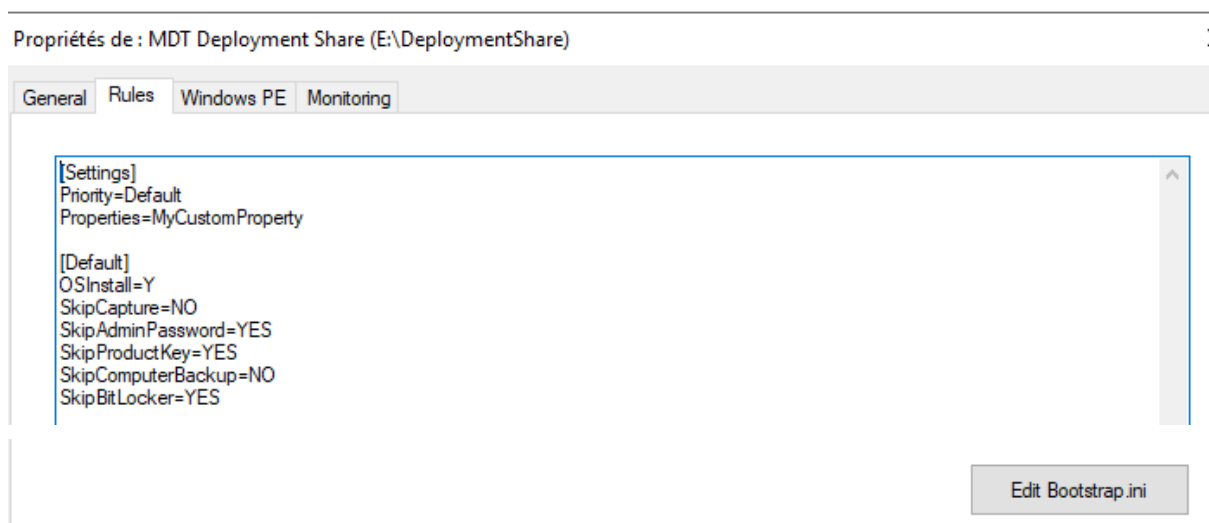 Propriétés de : MDT Deployment Share (E:\DeploymentShare)
General Rules Windows PE Monitoring
[Settings]
Priority=Default
Properties=MyCustomProperty
[Default]
OSInstall=Y
SkipCapture=NO
SkipAdminPassword=YES
SkipProductKey=YES
SkipComputerBackup=NO
SkipBitLocker=YES
Edit Bootstrap.ini